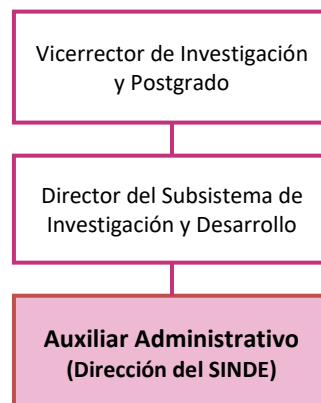 Vicerrector de Investigación
y Postgrado
Director del Subsistema de
Investigación y Desarrollo
Auxiliar Administrativo
(Dirección del SINDE)